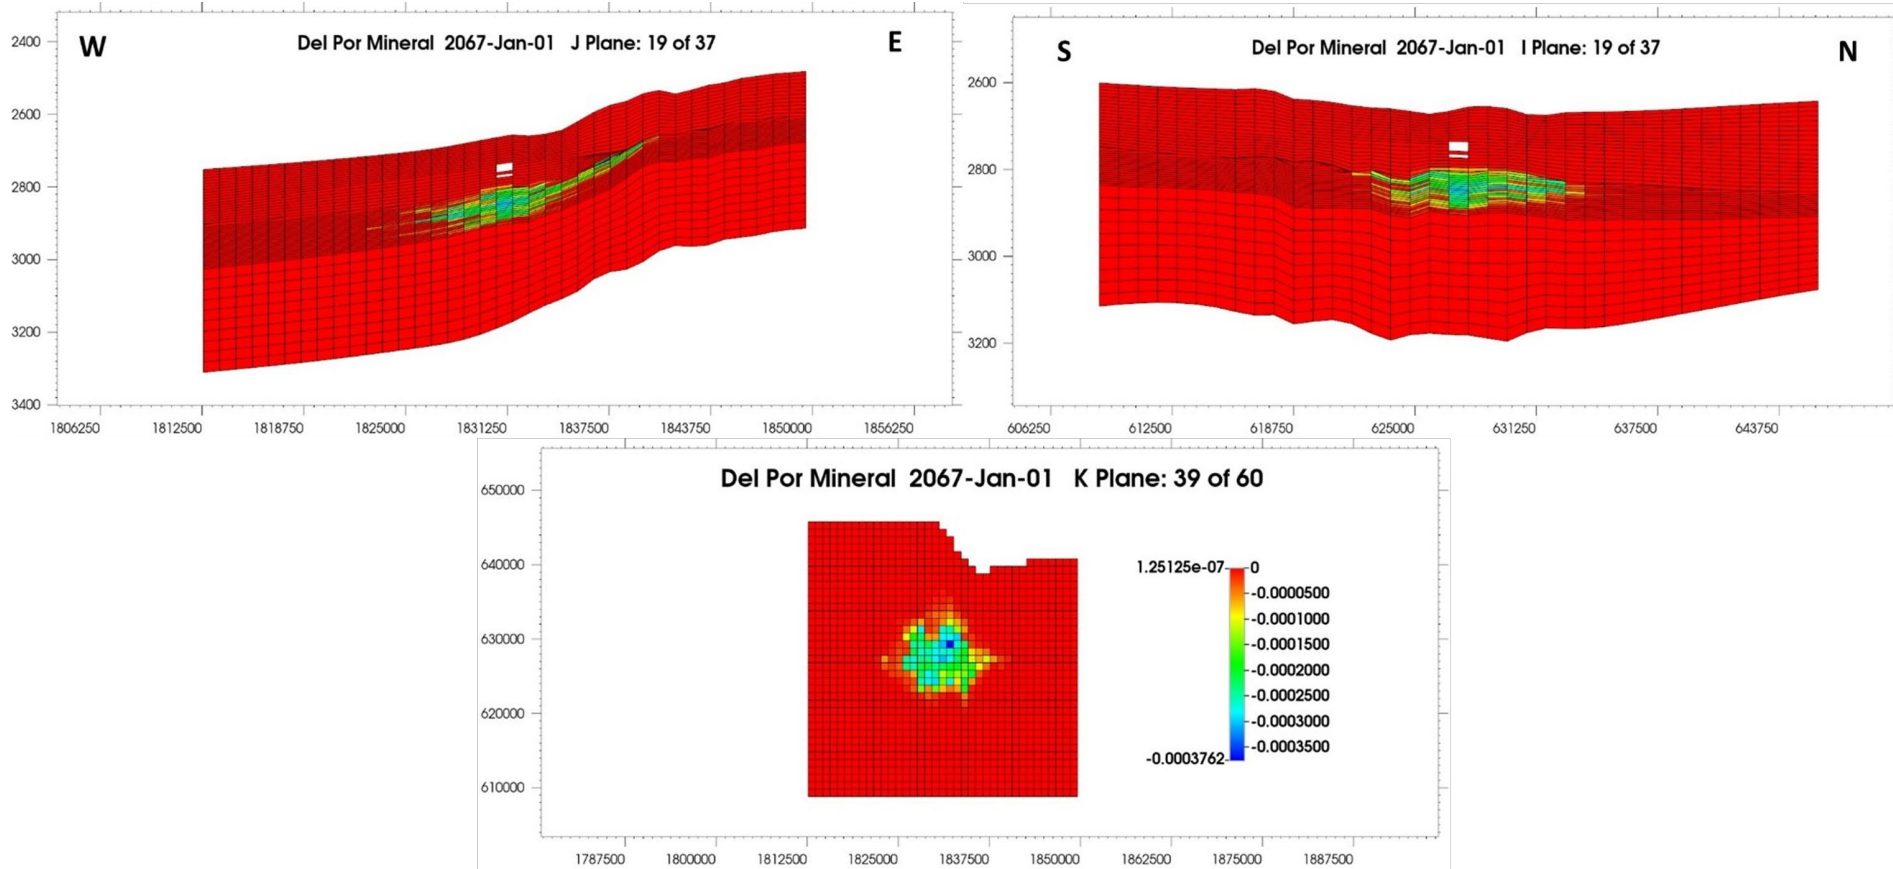 W
Del Por Mineral 2067-Jan-01 J Plane: 19 of 37
E
2400
2600
2800
3000
3200
3400
1806250 1812500 1818750 1825000 1831250 1837500 1843750 1850000 1856250
S
Del Por Mineral 2067-Jan-01 I Plane: 19 of 37
N
2600
2800
3000
3200
606250 612500 618750 625000 631250 637500 643750
Del Por Mineral 2067-Jan-01 K Plane: 39 of 60
650000
640000
630000
620000
610000
1.25125e-07 0
-0.0000500
-0.0001000
-0.0001500
-0.0002000
-0.0002500
-0.0003000
-0.0003500
-0.0003762
1787500 1800000 1812500 1825000 1837500 1850000 1862500 1875000 1887500